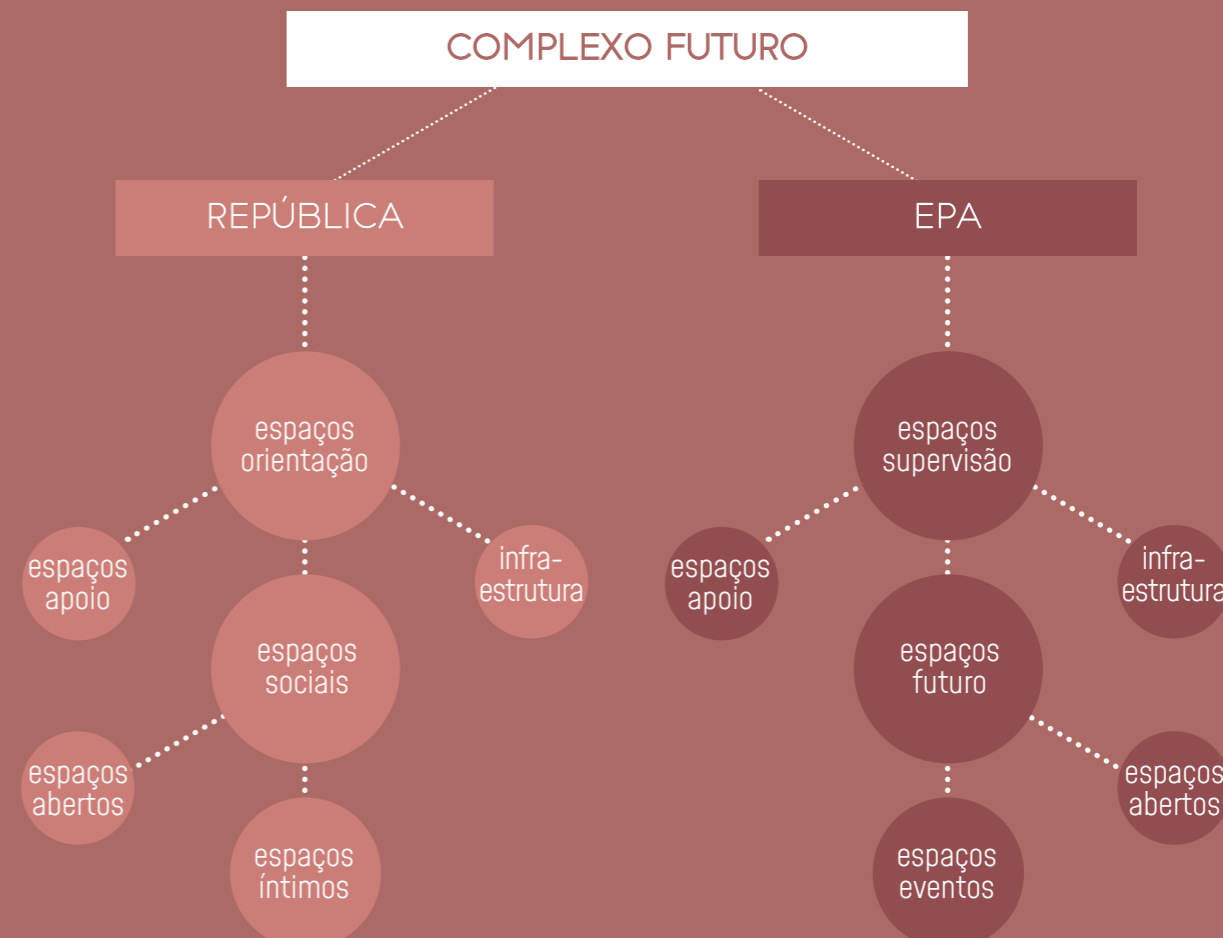 COMPLEXO FUTURO
REPÚBLICA
EPA
espaços
orientação
espaços
supervisão
espaços
apoio
infra-
estrutura
espaços
apoio
infra-
estrutura
espaços
sociais
espaços
futuro
espaços
abertos
espaços
abertos
espaços
íntimos
espaços
eventos